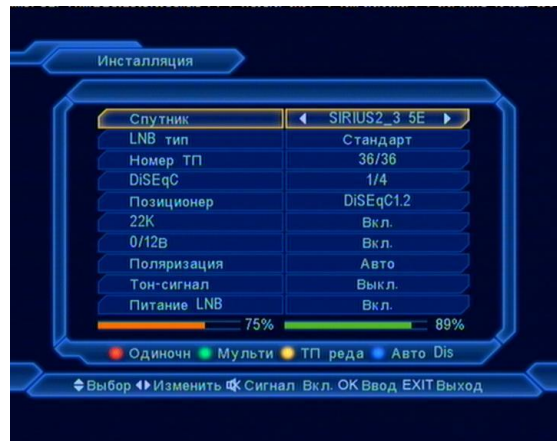 Инсталляция
Спутник SIRIUS2_3 5E
LNB тип Стандарт
Номер ТП 36/36
DiSEqC 1/4
Позиционер DiSEqC1.2
22K Вкл.
0/12В Вкл.
Поляризация Авто
Тон-сигнал Выкл.
Питание LNB Вкл.
75% 89%
Одиночн Мульти ТП реда Авто Dis
Выбор Изменить Сигнал Вкл. OK Ввод EXIT Выход